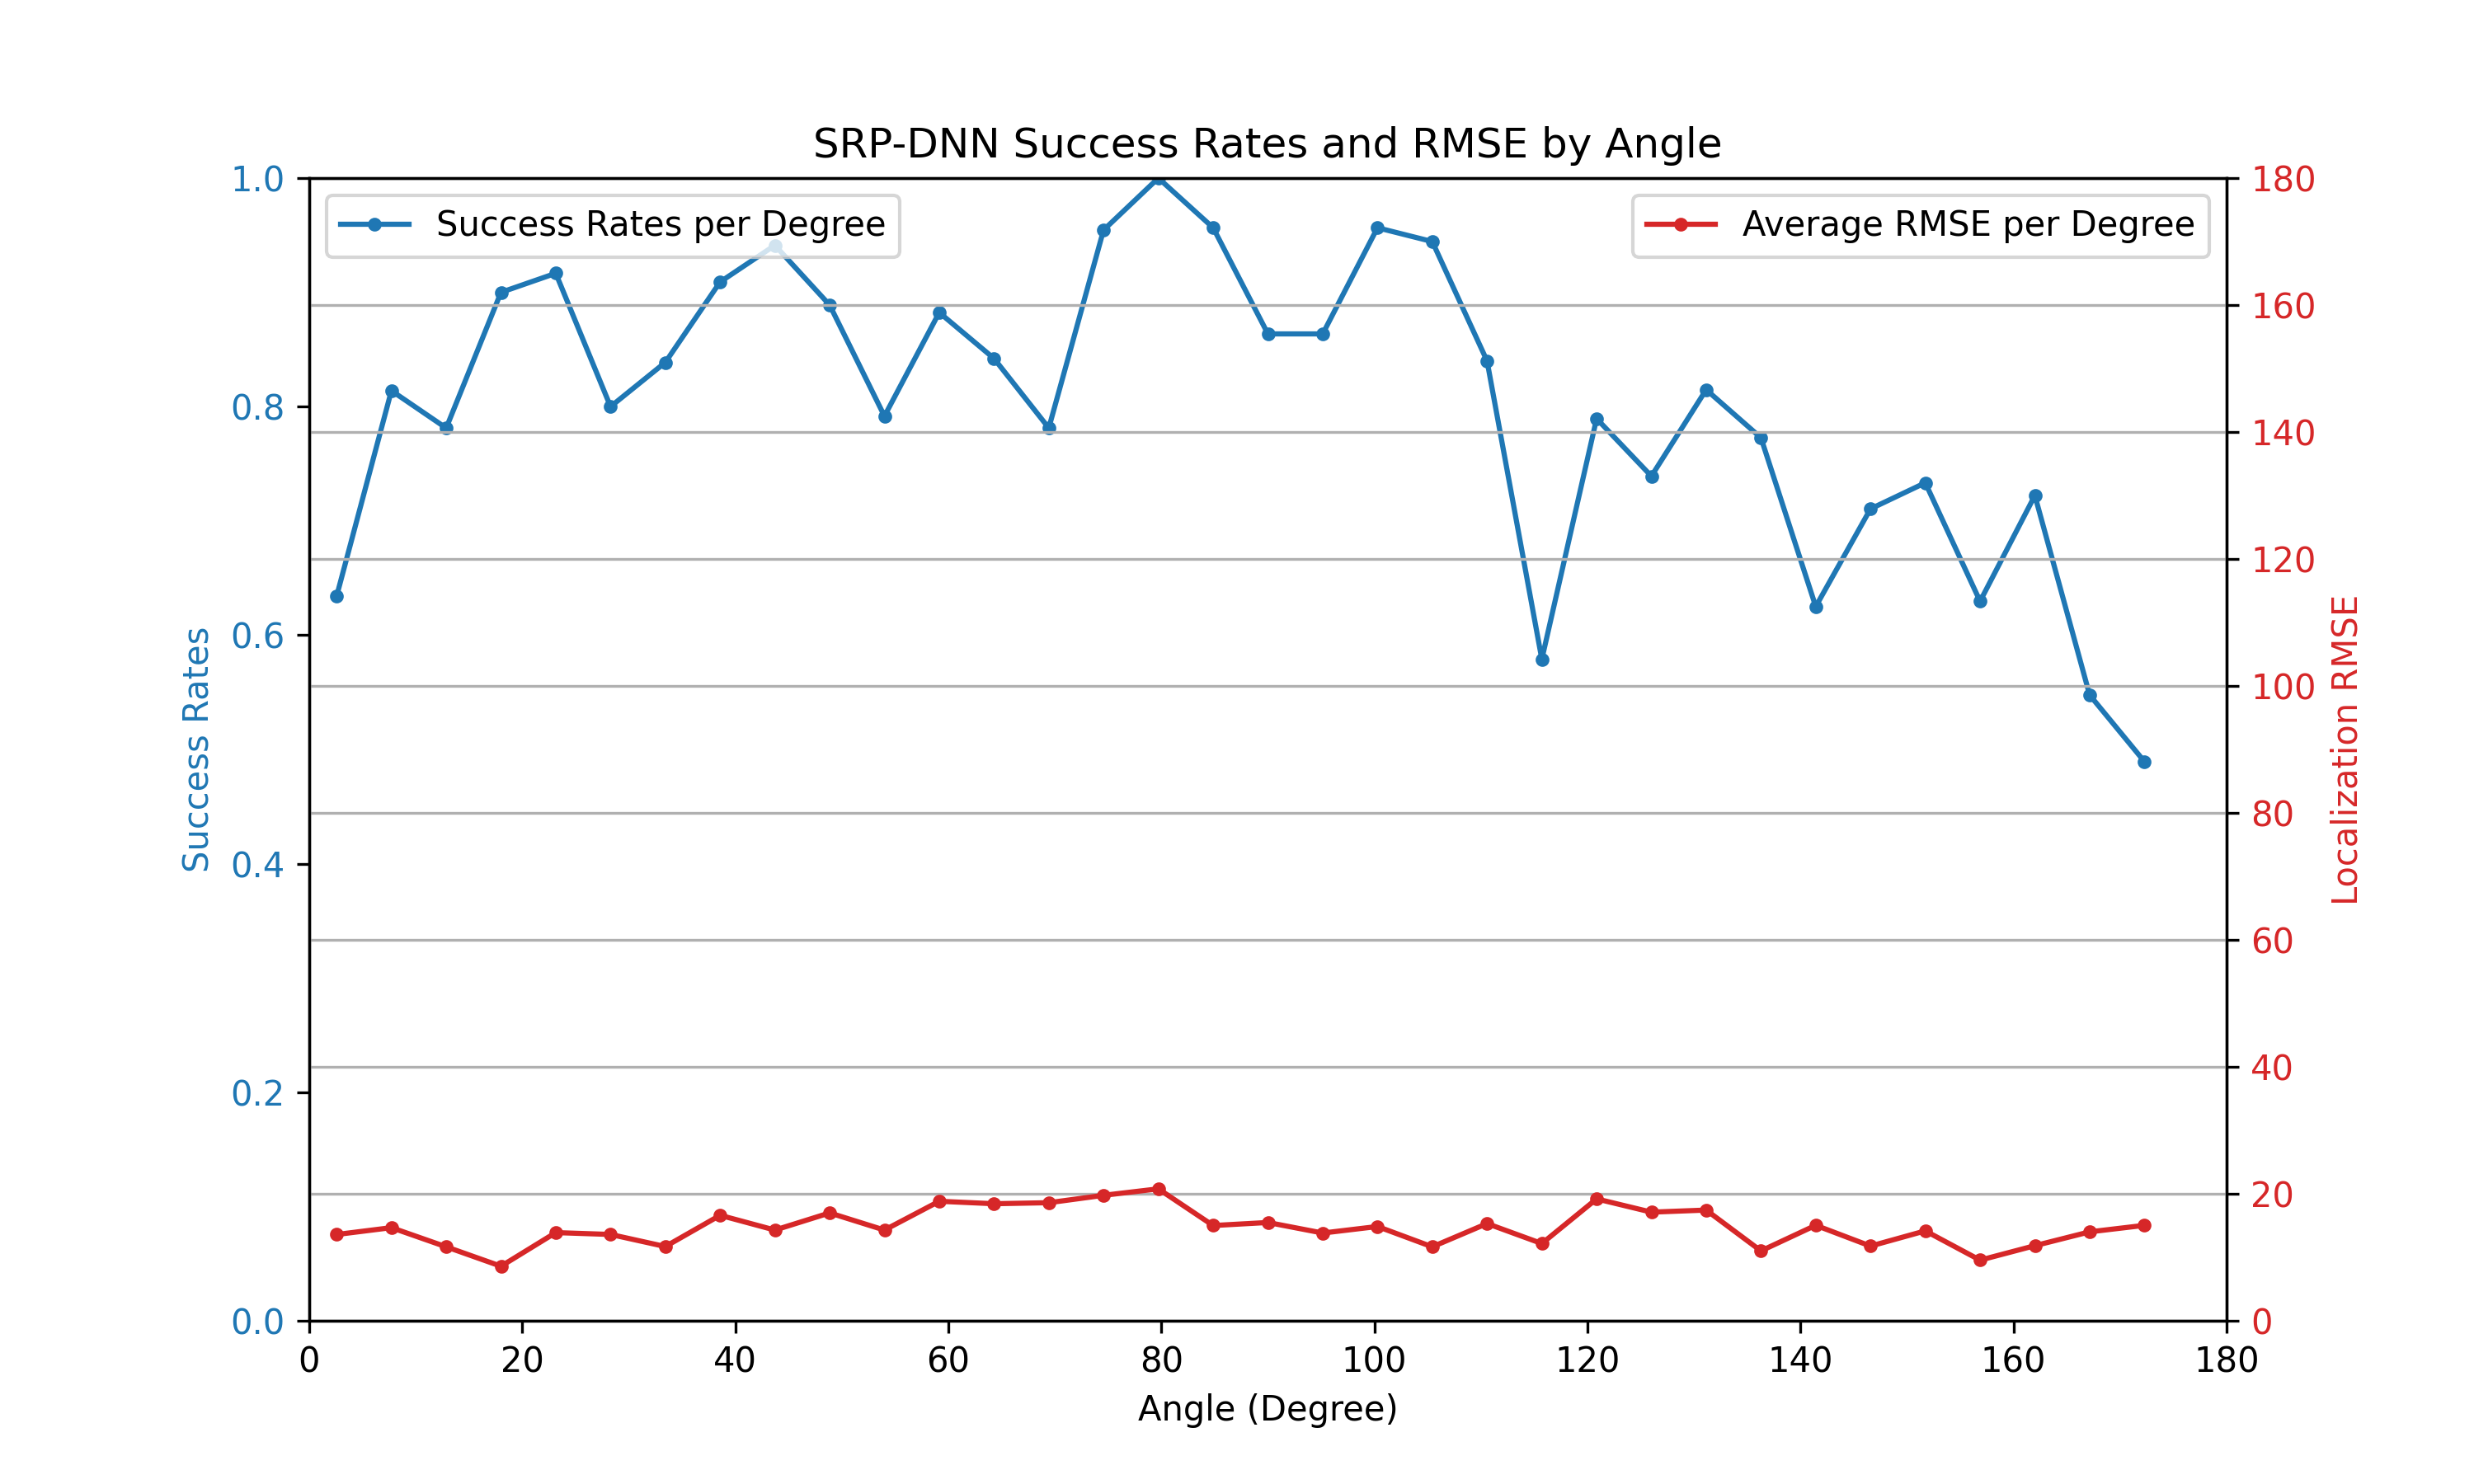 SRP-DNN Success Rates and RMSE by Angle
Success Rates per Degree
Average RMSE per Degree
Success Rates
1.0
0.8
0.6
0.4
0.2
0.0
Localization RMSE
180
160
140
120
100
80
60
40
20
0
0 20 40 60 80 100 120 140 160 180
Angle (Degree)